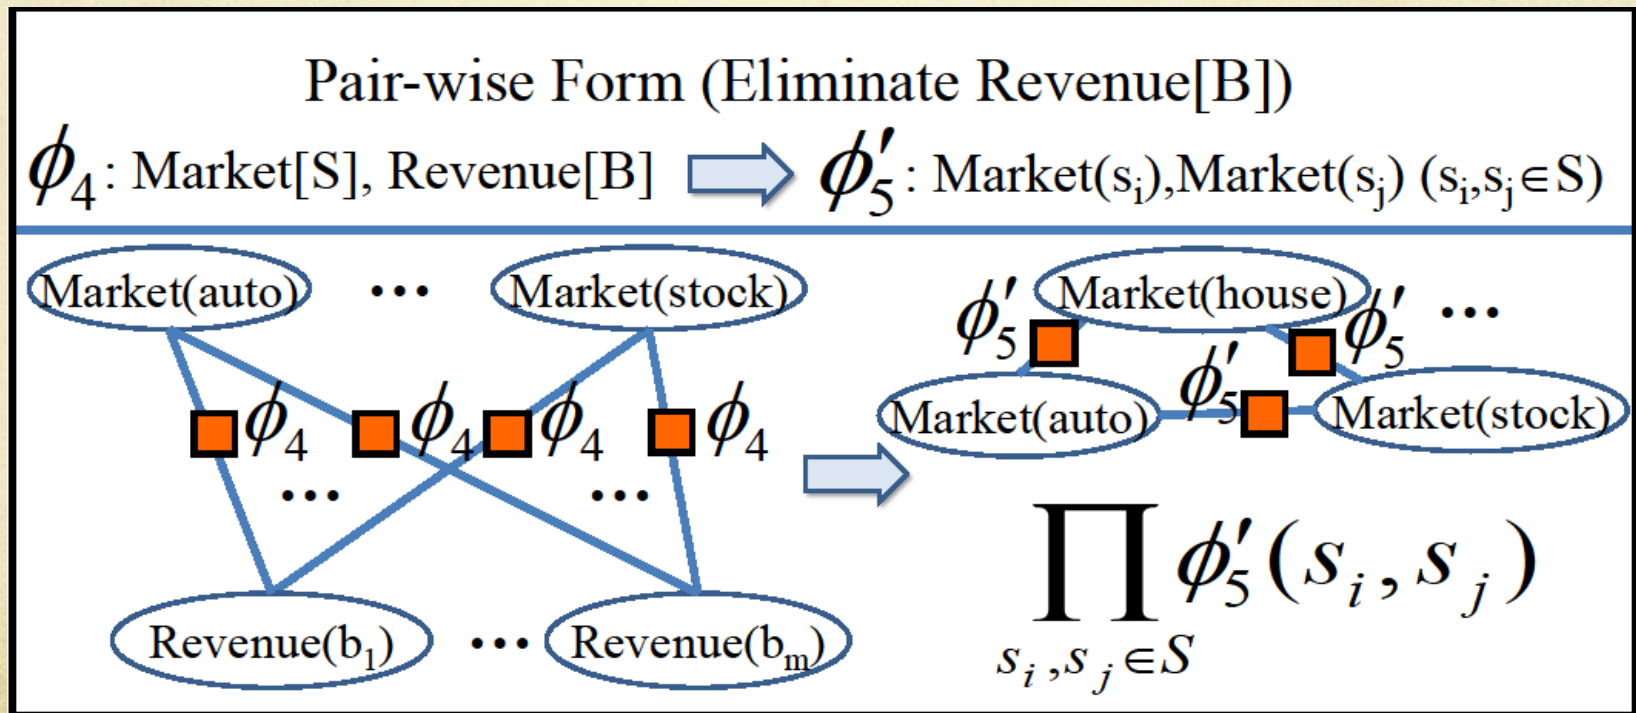 Pair-wise Form (Eliminate Revenue[B])
ϕ₄: Market[S], Revenue[B] ϕ′₅: Market(sᵢ),Market(sⱼ) (sᵢ,sⱼ∈S)
Market(auto) ... Market(stock)
ϕ₄ ϕ₄ ϕ₄ ϕ₄
... ...
Revenue(b₁) ... Revenue(bₘ)
ϕ′₅ Market(house) ϕ′₅ ...
Market(auto) ϕ′₅ Market(stock)
∏ ϕ′₅(sᵢ, sⱼ)
sᵢ,sⱼ∈S